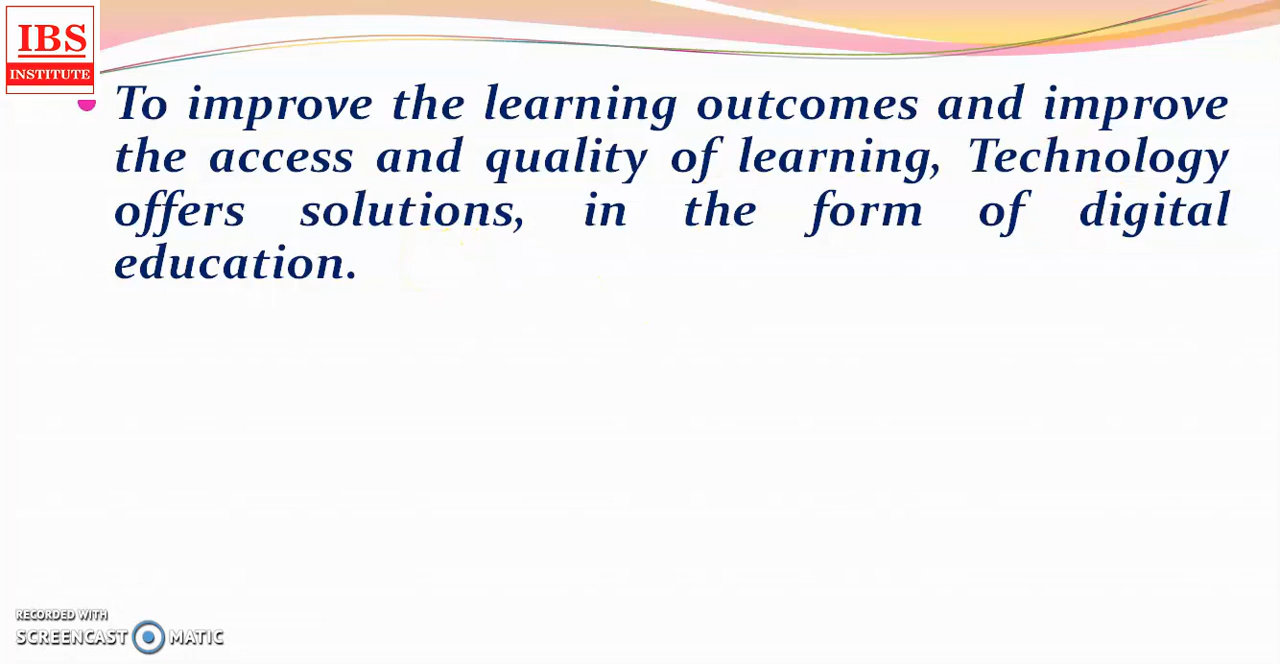 IBS
INSTITUTE
To improve the learning outcomes and improve
the access and quality of learning, Technology
offers solutions, in the form of digital
education.
RECORDED WITH
SCREENCAST MATIC